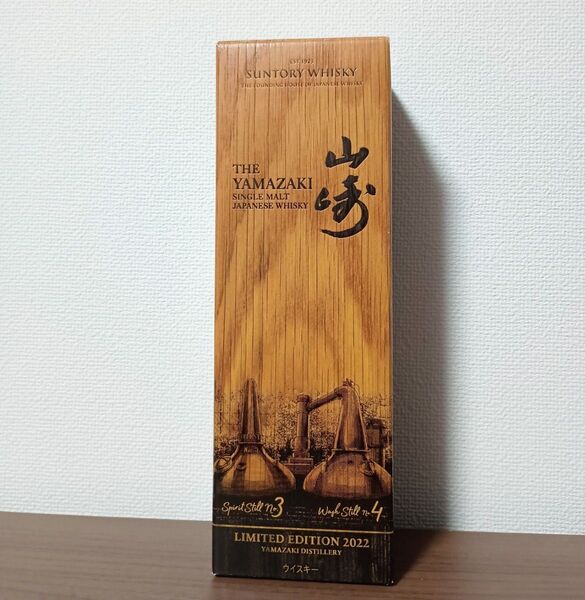 EST. 1923
SUNTORY WHISKY
THE FOUNDING HOUSE OF JAPANESE WHISKY
THE
YAMAZAKI
SINGLE MALT
JAPANESE WHISKY
山崎
Spirit Still No.3
Wash Still No.4
LIMITED EDITION 2022
YAMAZAKI DISTILLERY
ウイスキー